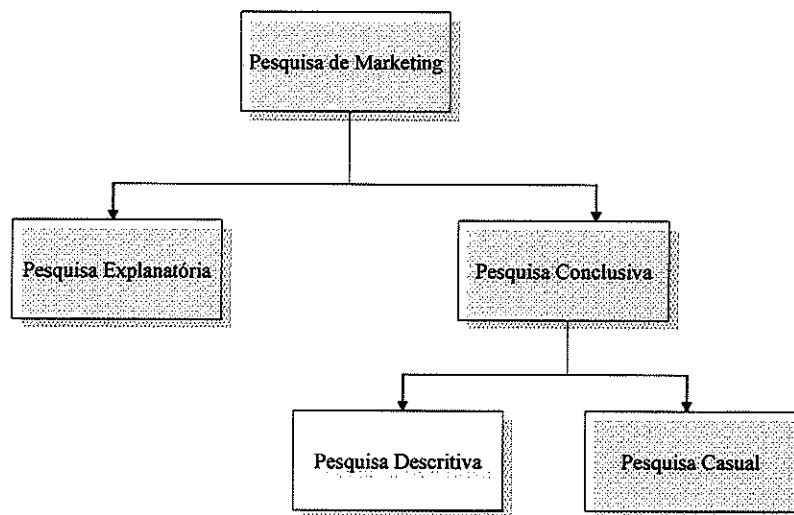 Pesquisa de Marketing
Pesquisa Explanatória
Pesquisa Conclusiva
Pesquisa Descritiva
Pesquisa Casual